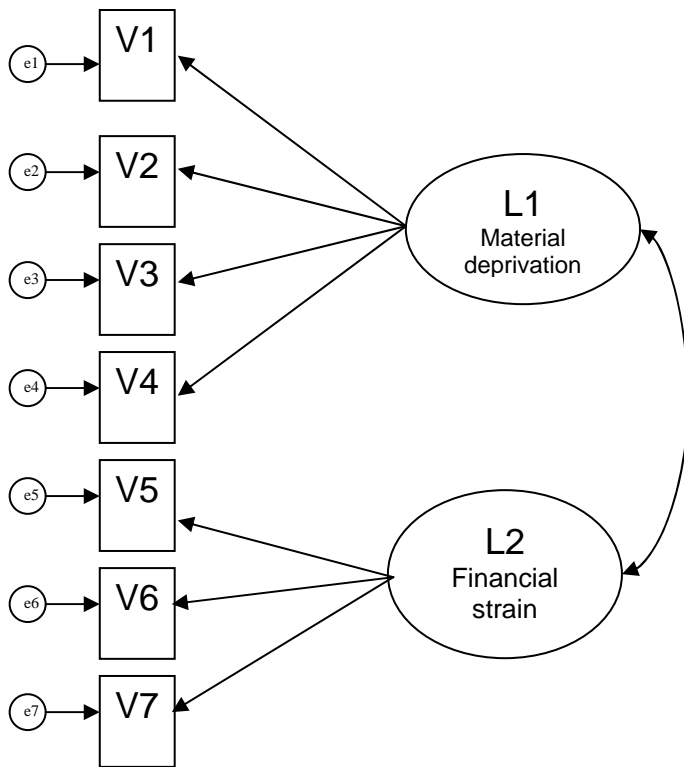 e1
V1
e2
V2
e3
V3
e4
V4
e5
V5
e6
V6
e7
V7
L1
Material
deprivation
L2
Financial
strain